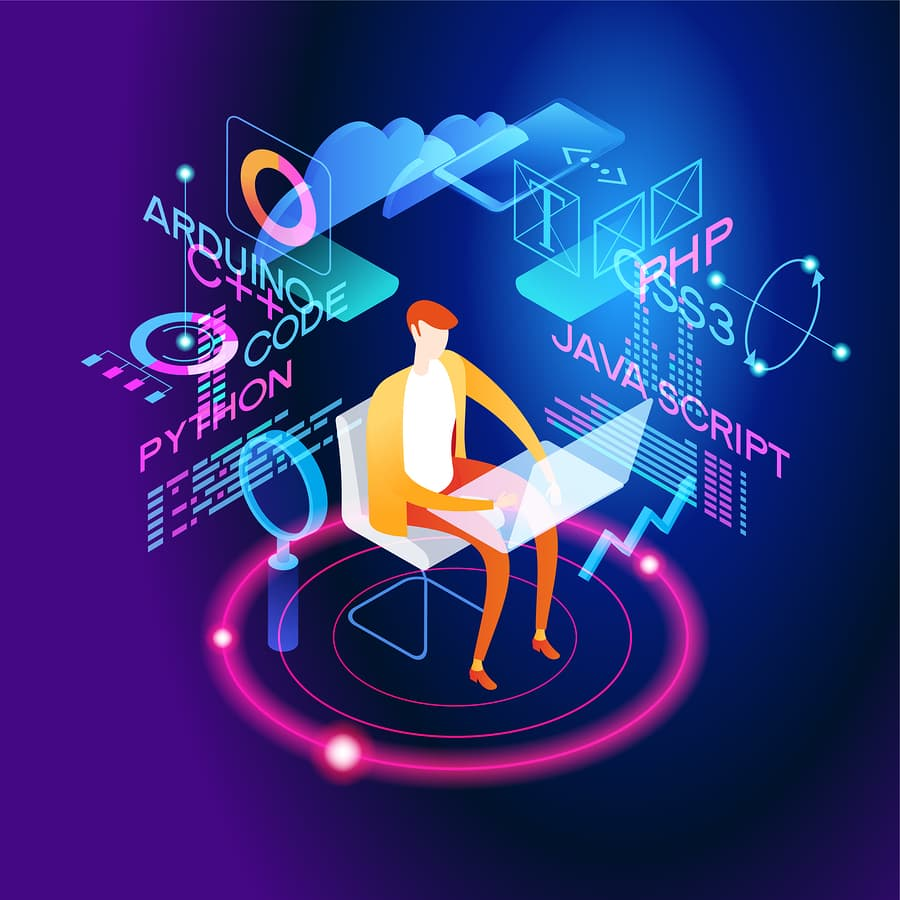 ARDUINO
C++
CODE
PYTHON
T
PHP
CSS3
JAVA SCRIPT